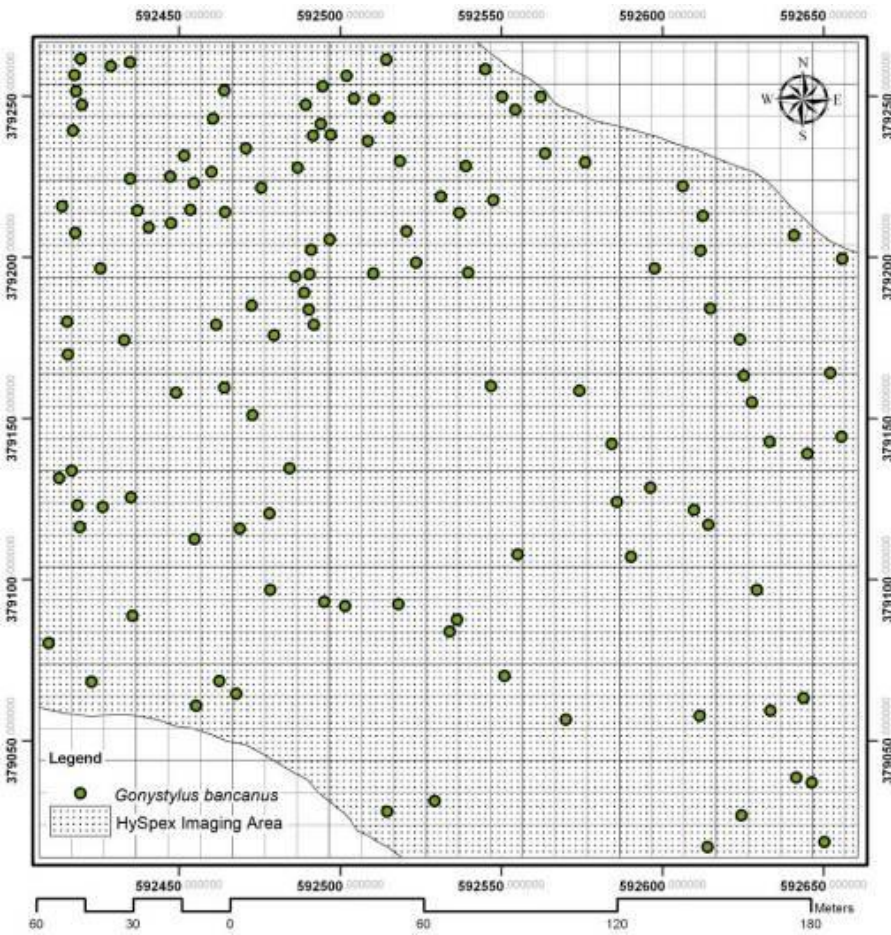 592450.000000 592500.000000 592550.000000 592600.000000 592650.000000
379250.000000
379200.000000
379150.000000
379100.000000
379050.000000
379250.000000
379200.000000
379150.000000
379100.000000
379050.000000
N
W E
S
Legend
Gonystylus bancanus
HySpex Imaging Area
592450.000000 592500.000000 592550.000000 592600.000000 592650.000000
Meters
60 30 0 60 120 180